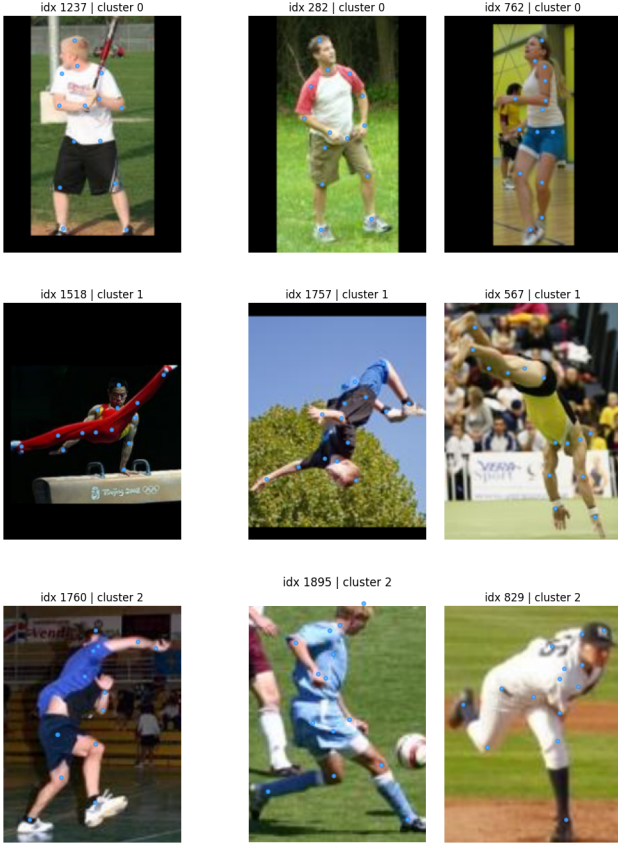 idx 1237 | cluster 0
idx 282 | cluster 0
idx 762 | cluster 0
idx 1518 | cluster 1
idx 1757 | cluster 1
idx 567 | cluster 1
Beijing 2008
VERA
Sport
idx 1760 | cluster 2
idx 1895 | cluster 2
idx 829 | cluster 2